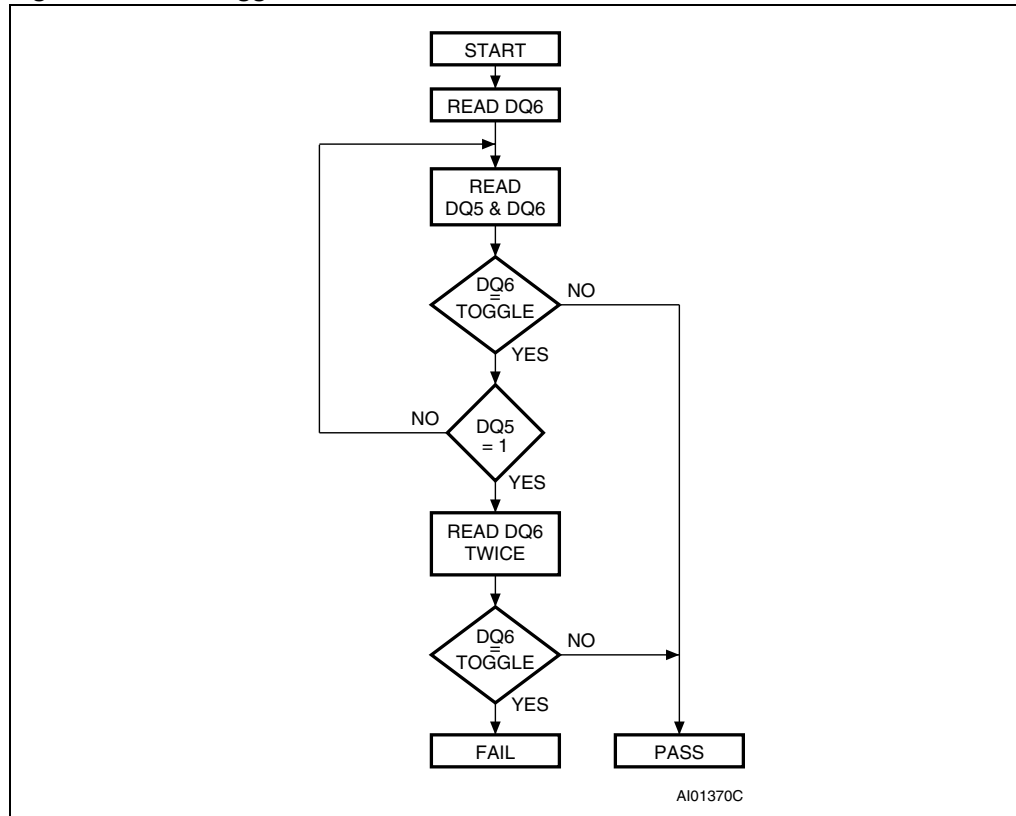 START
READ DQ6
READ
DQ5 & DQ6
DQ6
=
TOGGLE
NO
YES
NO
DQ5
= 1
YES
READ DQ6
TWICE
DQ6
=
TOGGLE
NO
YES
FAIL
PASS
AI01370C